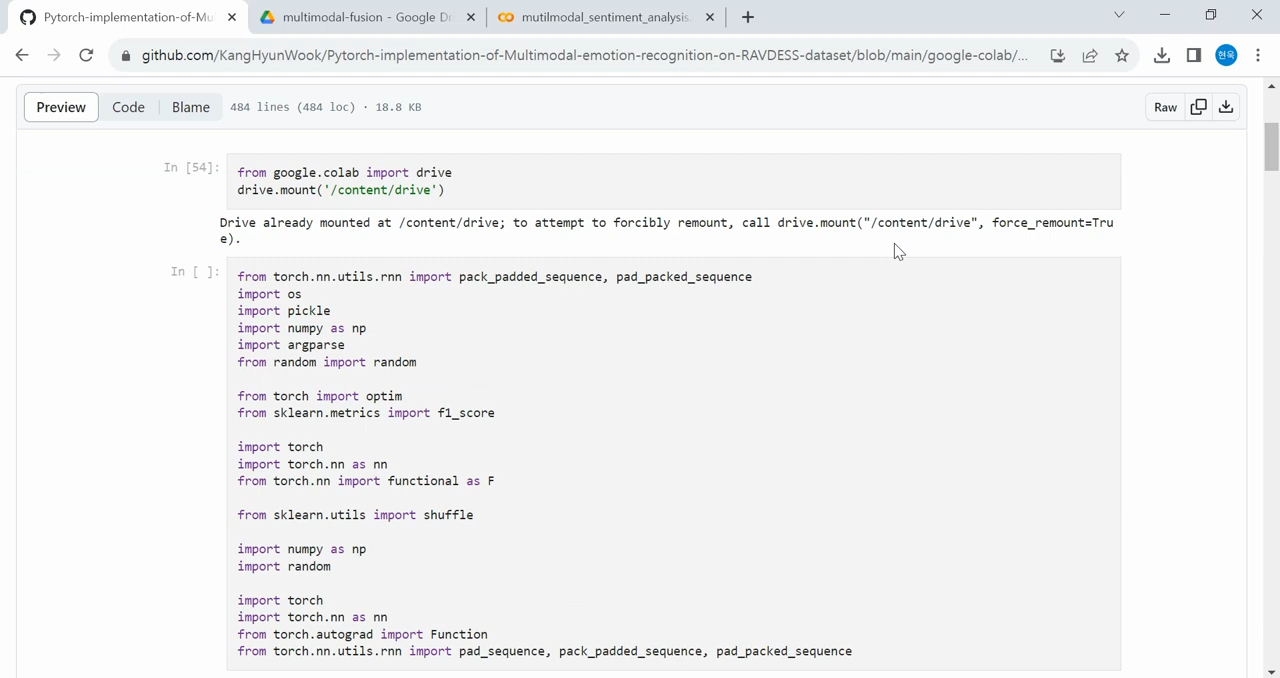 Pytorch-implementation-of-Mu
multimodal-fusion - Google Dr
mutilmodal_sentiment_analysis.
github.com/KangHyunWook/Pytorch-implementation-of-Multimodal-emotion-recognition-on-RAVDESS-dataset/blob/main/google-colab/...
현욱
Preview Code Blame 484 lines (484 loc) · 18.8 KB Raw
In [54]:
from google.colab import drive
drive.mount('/content/drive')
Drive already mounted at /content/drive; to attempt to forcibly remount, call drive.mount("/content/drive", force_remount=Tru
e).
In [ ]:
from torch.nn.utils.rnn import pack_padded_sequence, pad_packed_sequence
import os
import pickle
import numpy as np
import argparse
from random import random
from torch import optim
from sklearn.metrics import f1_score
import torch
import torch.nn as nn
from torch.nn import functional as F
from sklearn.utils import shuffle
import numpy as np
import random
import torch
import torch.nn as nn
from torch.autograd import Function
from torch.nn.utils.rnn import pad_sequence, pack_padded_sequence, pad_packed_sequence